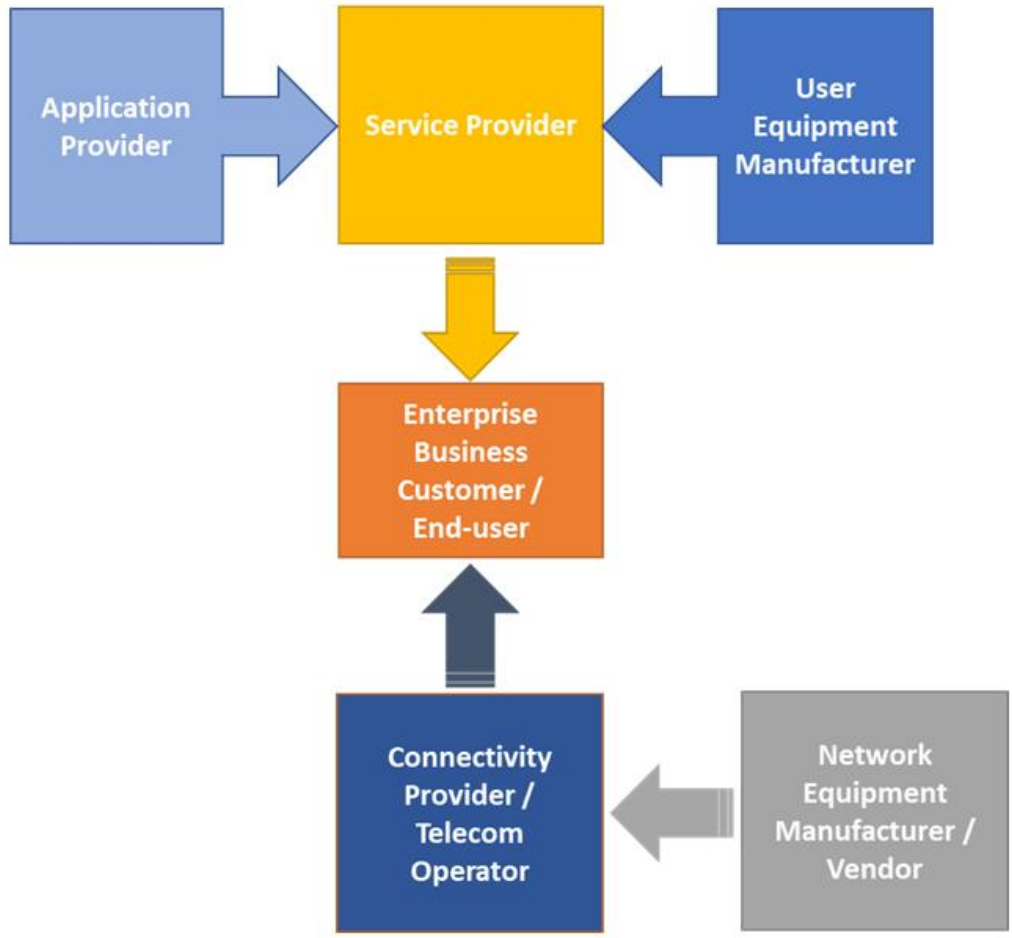 Application
Provider
Service Provider
User
Equipment
Manufacturer
Enterprise
Business
Customer /
End-user
Connectivity
Provider /
Telecom
Operator
Network
Equipment
Manufacturer /
Vendor